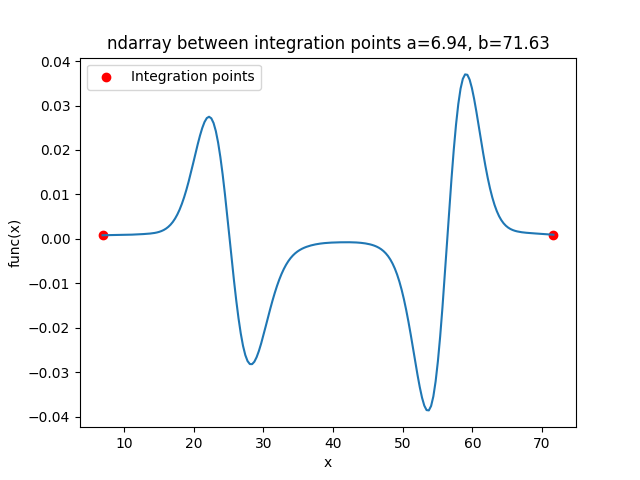 ndarray between integration points a=6.94, b=71.63
Integration points
func(x)
0.04
0.03
0.02
0.01
0.00
−0.01
−0.02
−0.03
−0.04
10 20 30 40 50 60 70
x